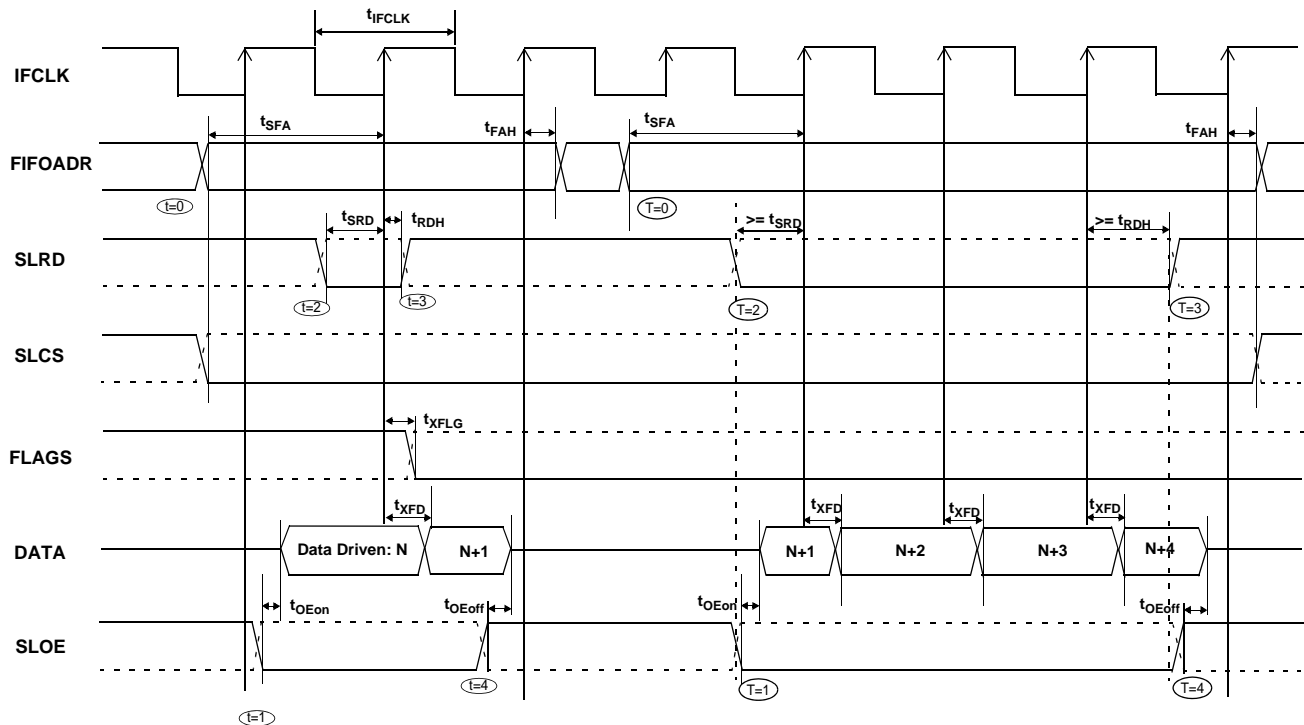 tIFCLK
IFCLK
tSFA
tFAH
tSFA
tFAH
FIFOADR
t=0
T=0
tSRD
tRDH
>= tSRD
>= tRDH
SLRD
t=2
t=3
T=2
T=3
SLCS
tXFLG
FLAGS
tXFD
tXFD
tXFD
tXFD
DATA
Data Driven: N
N+1
N+1
N+2
N+3
N+4
tOEon
tOEoff
tOEon
tOEoff
SLOE
t=4
T=1
T=4
t=1